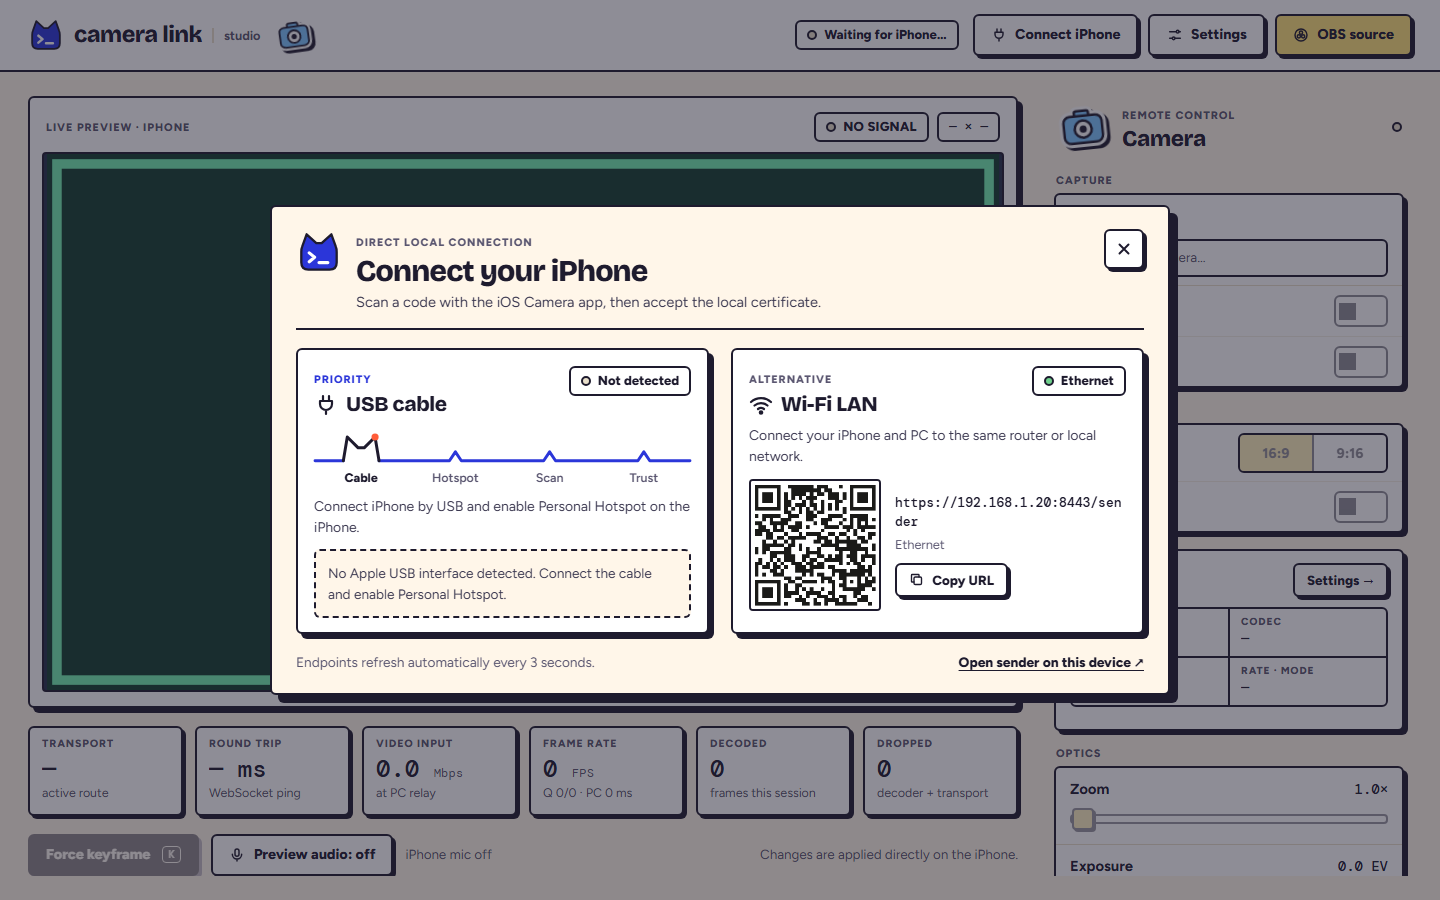 camera link
studio
Waiting for iPhone...
Connect iPhone
Settings
OBS source
LIVE PREVIEW · IPHONE
NO SIGNAL
— × —
REMOTE CONTROL
Camera
CAPTURE
era...
16:9
9:16
Settings →
CODEC
—
RATE · MODE
—
OPTICS
Zoom
1.0×
Exposure
0.0 EV
DIRECT LOCAL CONNECTION
Connect your iPhone
Scan a code with the iOS Camera app, then accept the local certificate.
PRIORITY
USB cable
Not detected
Cable
Hotspot
Scan
Trust
Connect iPhone by USB and enable Personal Hotspot on the
iPhone.
No Apple USB interface detected. Connect the cable
and enable Personal Hotspot.
ALTERNATIVE
Wi-Fi LAN
Ethernet
Connect your iPhone and PC to the same router or local
network.
https://192.168.1.20:8443/sen
der
Ethernet
Copy URL
Endpoints refresh automatically every 3 seconds.
Open sender on this device ↗
TRANSPORT
—
active route
ROUND TRIP
— ms
WebSocket ping
VIDEO INPUT
0.0 Mbps
at PC relay
FRAME RATE
0 FPS
Q 0/0 · PC 0 ms
DECODED
0
frames this session
DROPPED
0
decoder + transport
Force keyframe K
Preview audio: off
iPhone mic off
Changes are applied directly on the iPhone.